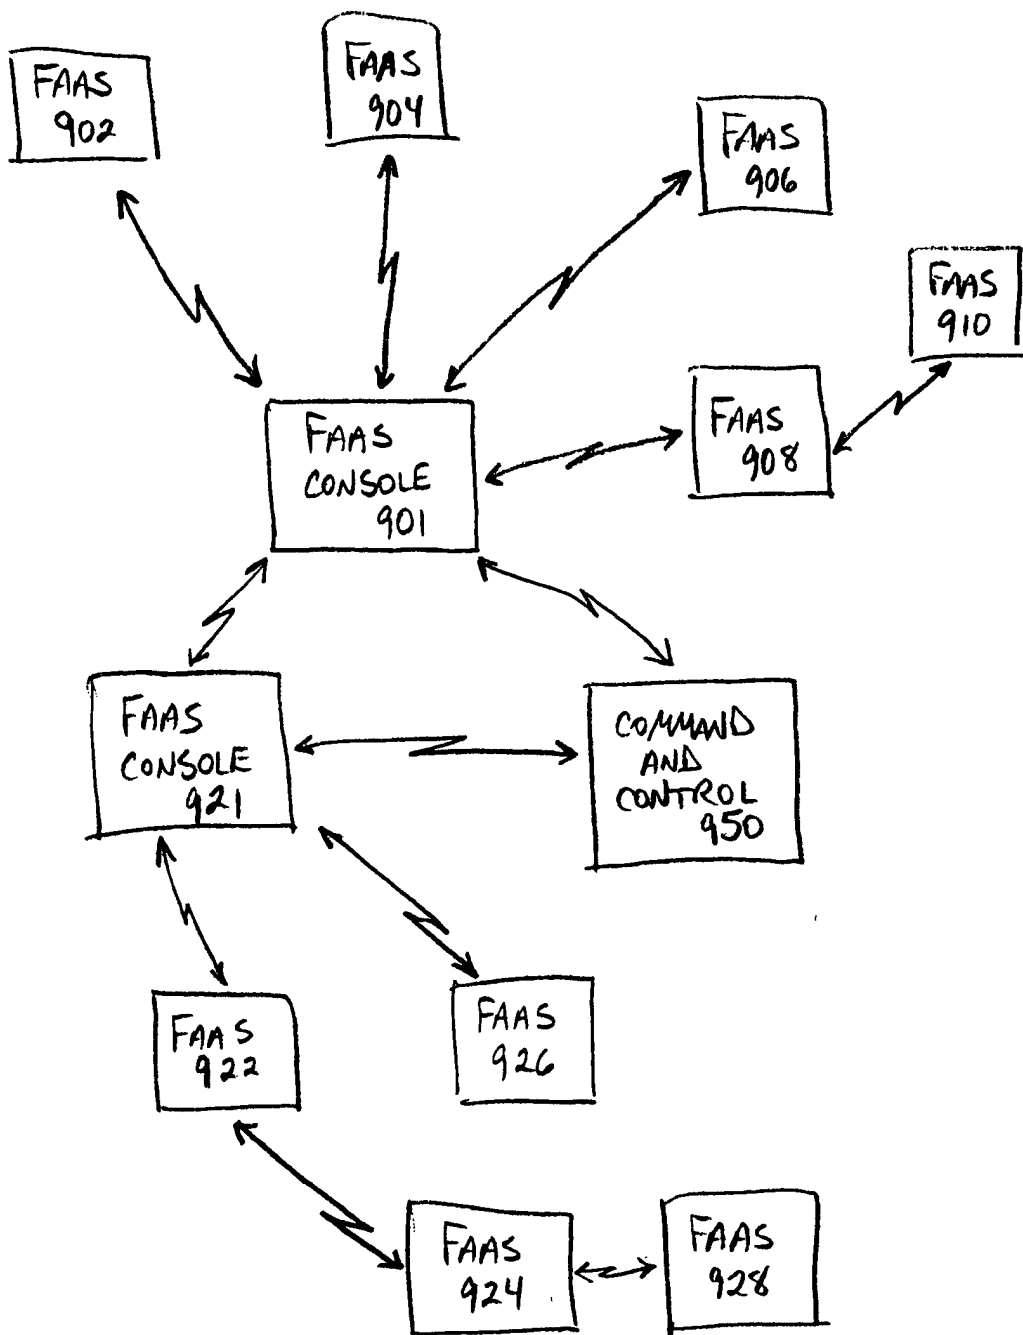 FAAS
902
FAAS
904
FAAS
906
FAAS
910
FAAS
908
FAAS
CONSOLE
901
FAAS
CONSOLE
921
COMMAND
AND
CONTROL
950
FAAS
922
FAAS
926
FAAS
924
FAAS
928